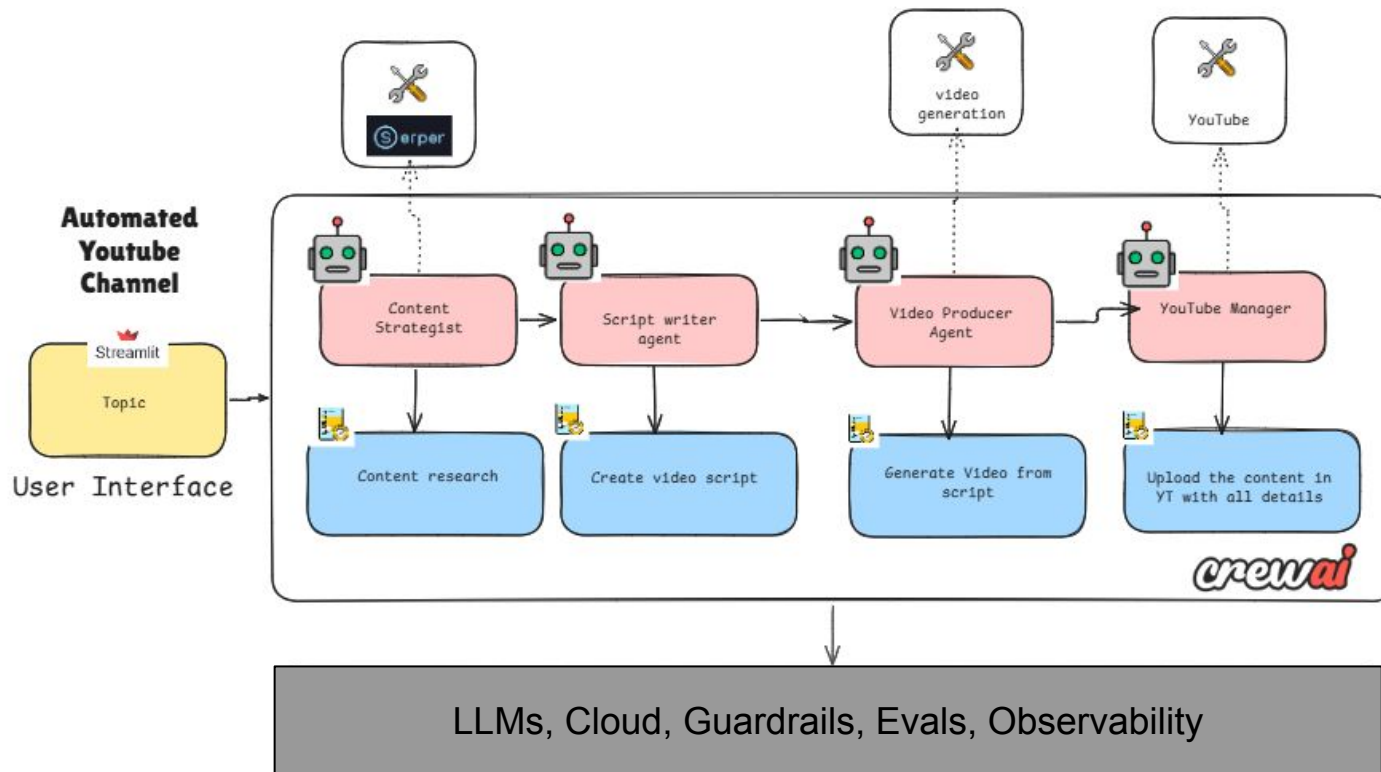 Serper
video
generation
YouTube
Automated
Youtube
Channel
Streamlit
Topic
User Interface
Content
Strategist
Script writer
agent
Video Producer
Agent
YouTube Manager
Content research
Create video script
Generate Video from
script
Upload the content in
YT with all details
crewai
LLMs, Cloud, Guardrails, Evals, Observability